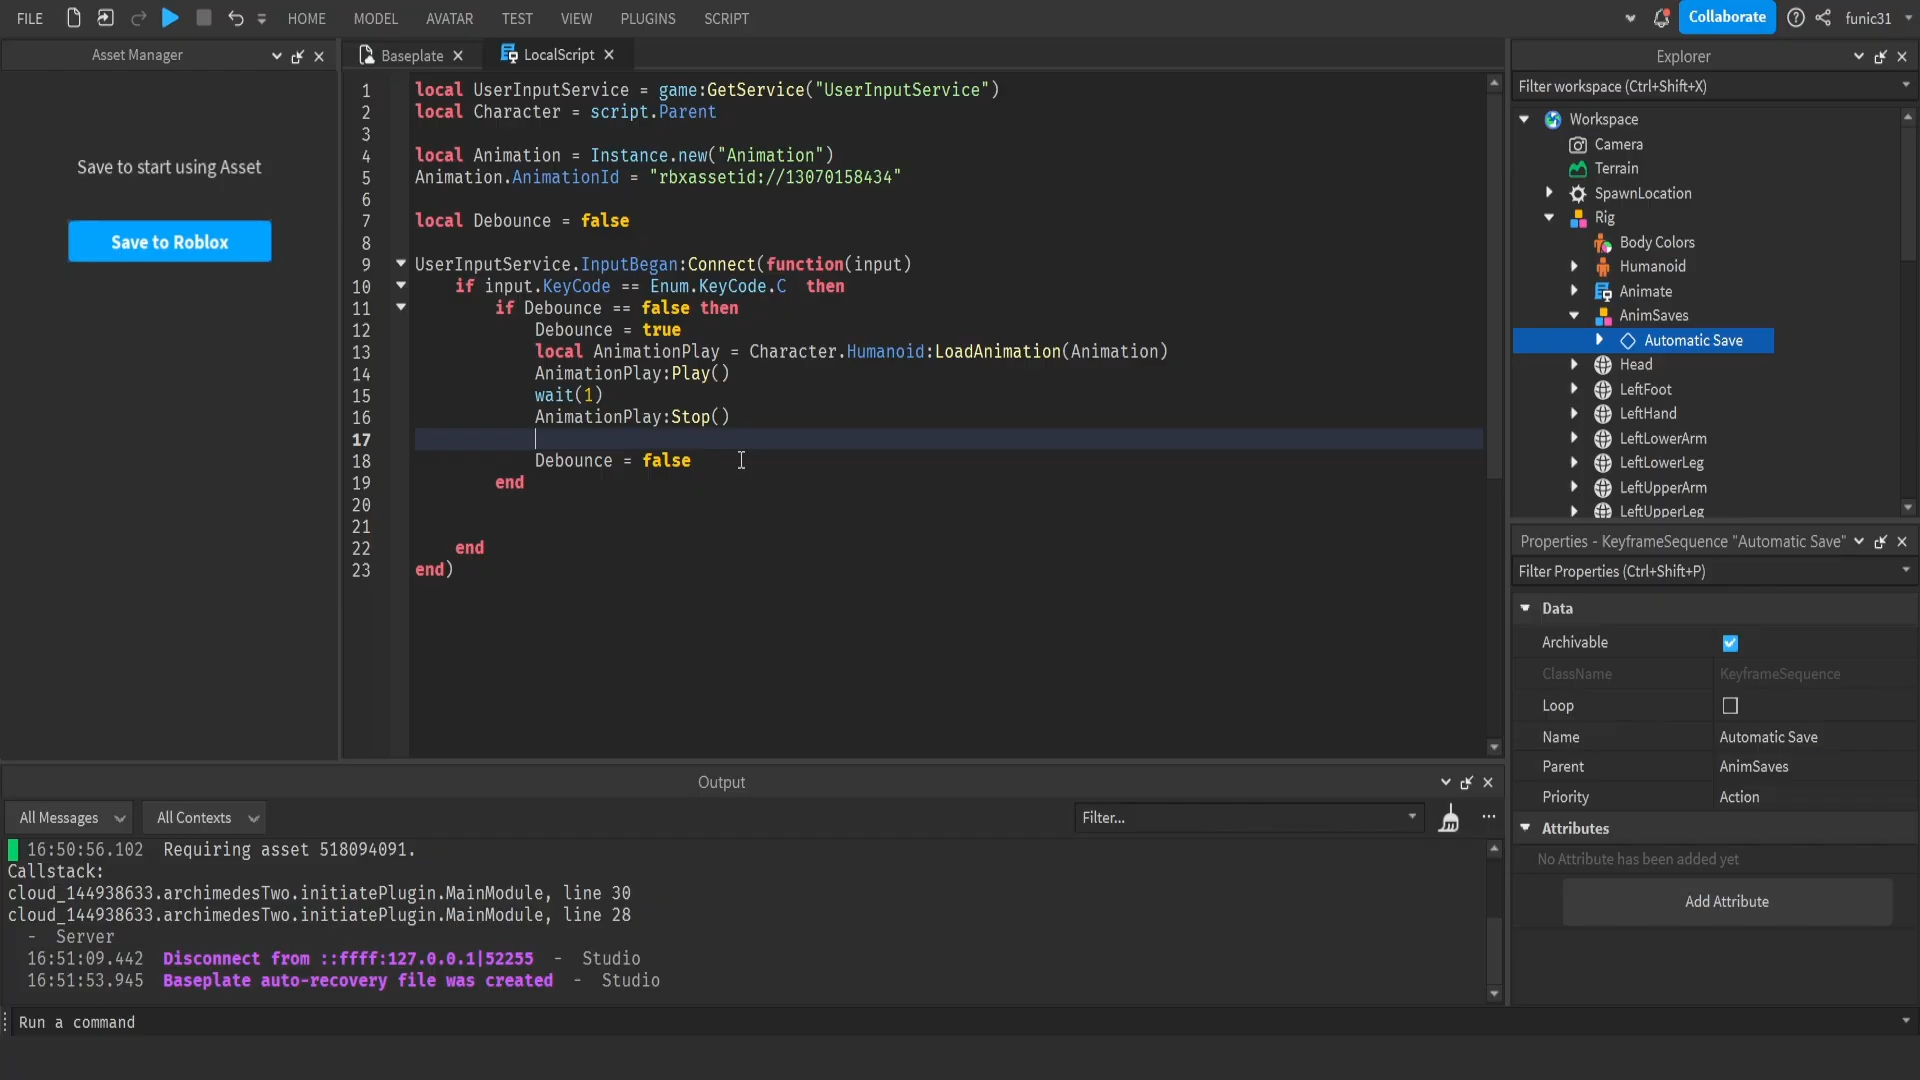 FILE HOME MODEL AVATAR TEST VIEW PLUGINS SCRIPT Collaborate funic31
Asset Manager
Save to start using Asset
Save to Roblox
Baseplate LocalScript
1 local UserInputService = game:GetService("UserInputService")
2 local Character = script.Parent
3
4 local Animation = Instance.new("Animation")
5 Animation.AnimationId = "rbxassetid://13070158434"
6
7 local Debounce = false
8
9 UserInputService.InputBegan:Connect(function(input)
10 if input.KeyCode == Enum.KeyCode.C then
11 if Debounce == false then
12 Debounce = true
13 local AnimationPlay = Character.Humanoid:LoadAnimation(Animation)
14 AnimationPlay:Play()
15 wait(1)
16 AnimationPlay:Stop()
17
18 Debounce = false
19 end
20
21
22 end
23 end)
Explorer
Filter workspace (Ctrl+Shift+X)
Workspace
Camera
Terrain
SpawnLocation
Rig
Body Colors
Humanoid
Animate
AnimSaves
Automatic Save
Head
LeftFoot
LeftHand
LeftLowerArm
LeftLowerLeg
LeftUpperArm
LeftUpperLeg
Properties - KeyframeSequence "Automatic Save"
Filter Properties (Ctrl+Shift+P)
Data
Archivable
ClassName KeyframeSequence
Loop
Name Automatic Save
Parent AnimSaves
Priority Action
Attributes
No Attribute has been added yet
Add Attribute
Output
All Messages All Contexts Filter...
16:50:56.102 Requiring asset 518094091.
Callstack:
cloud_144938633.archimedesTwo.initiatePlugin.MainModule, line 30
cloud_144938633.archimedesTwo.initiatePlugin.MainModule, line 28
- Server
16:51:09.442 Disconnect from ::ffff:127.0.0.1|52255 - Studio
16:51:53.945 Baseplate auto-recovery file was created - Studio
Run a command